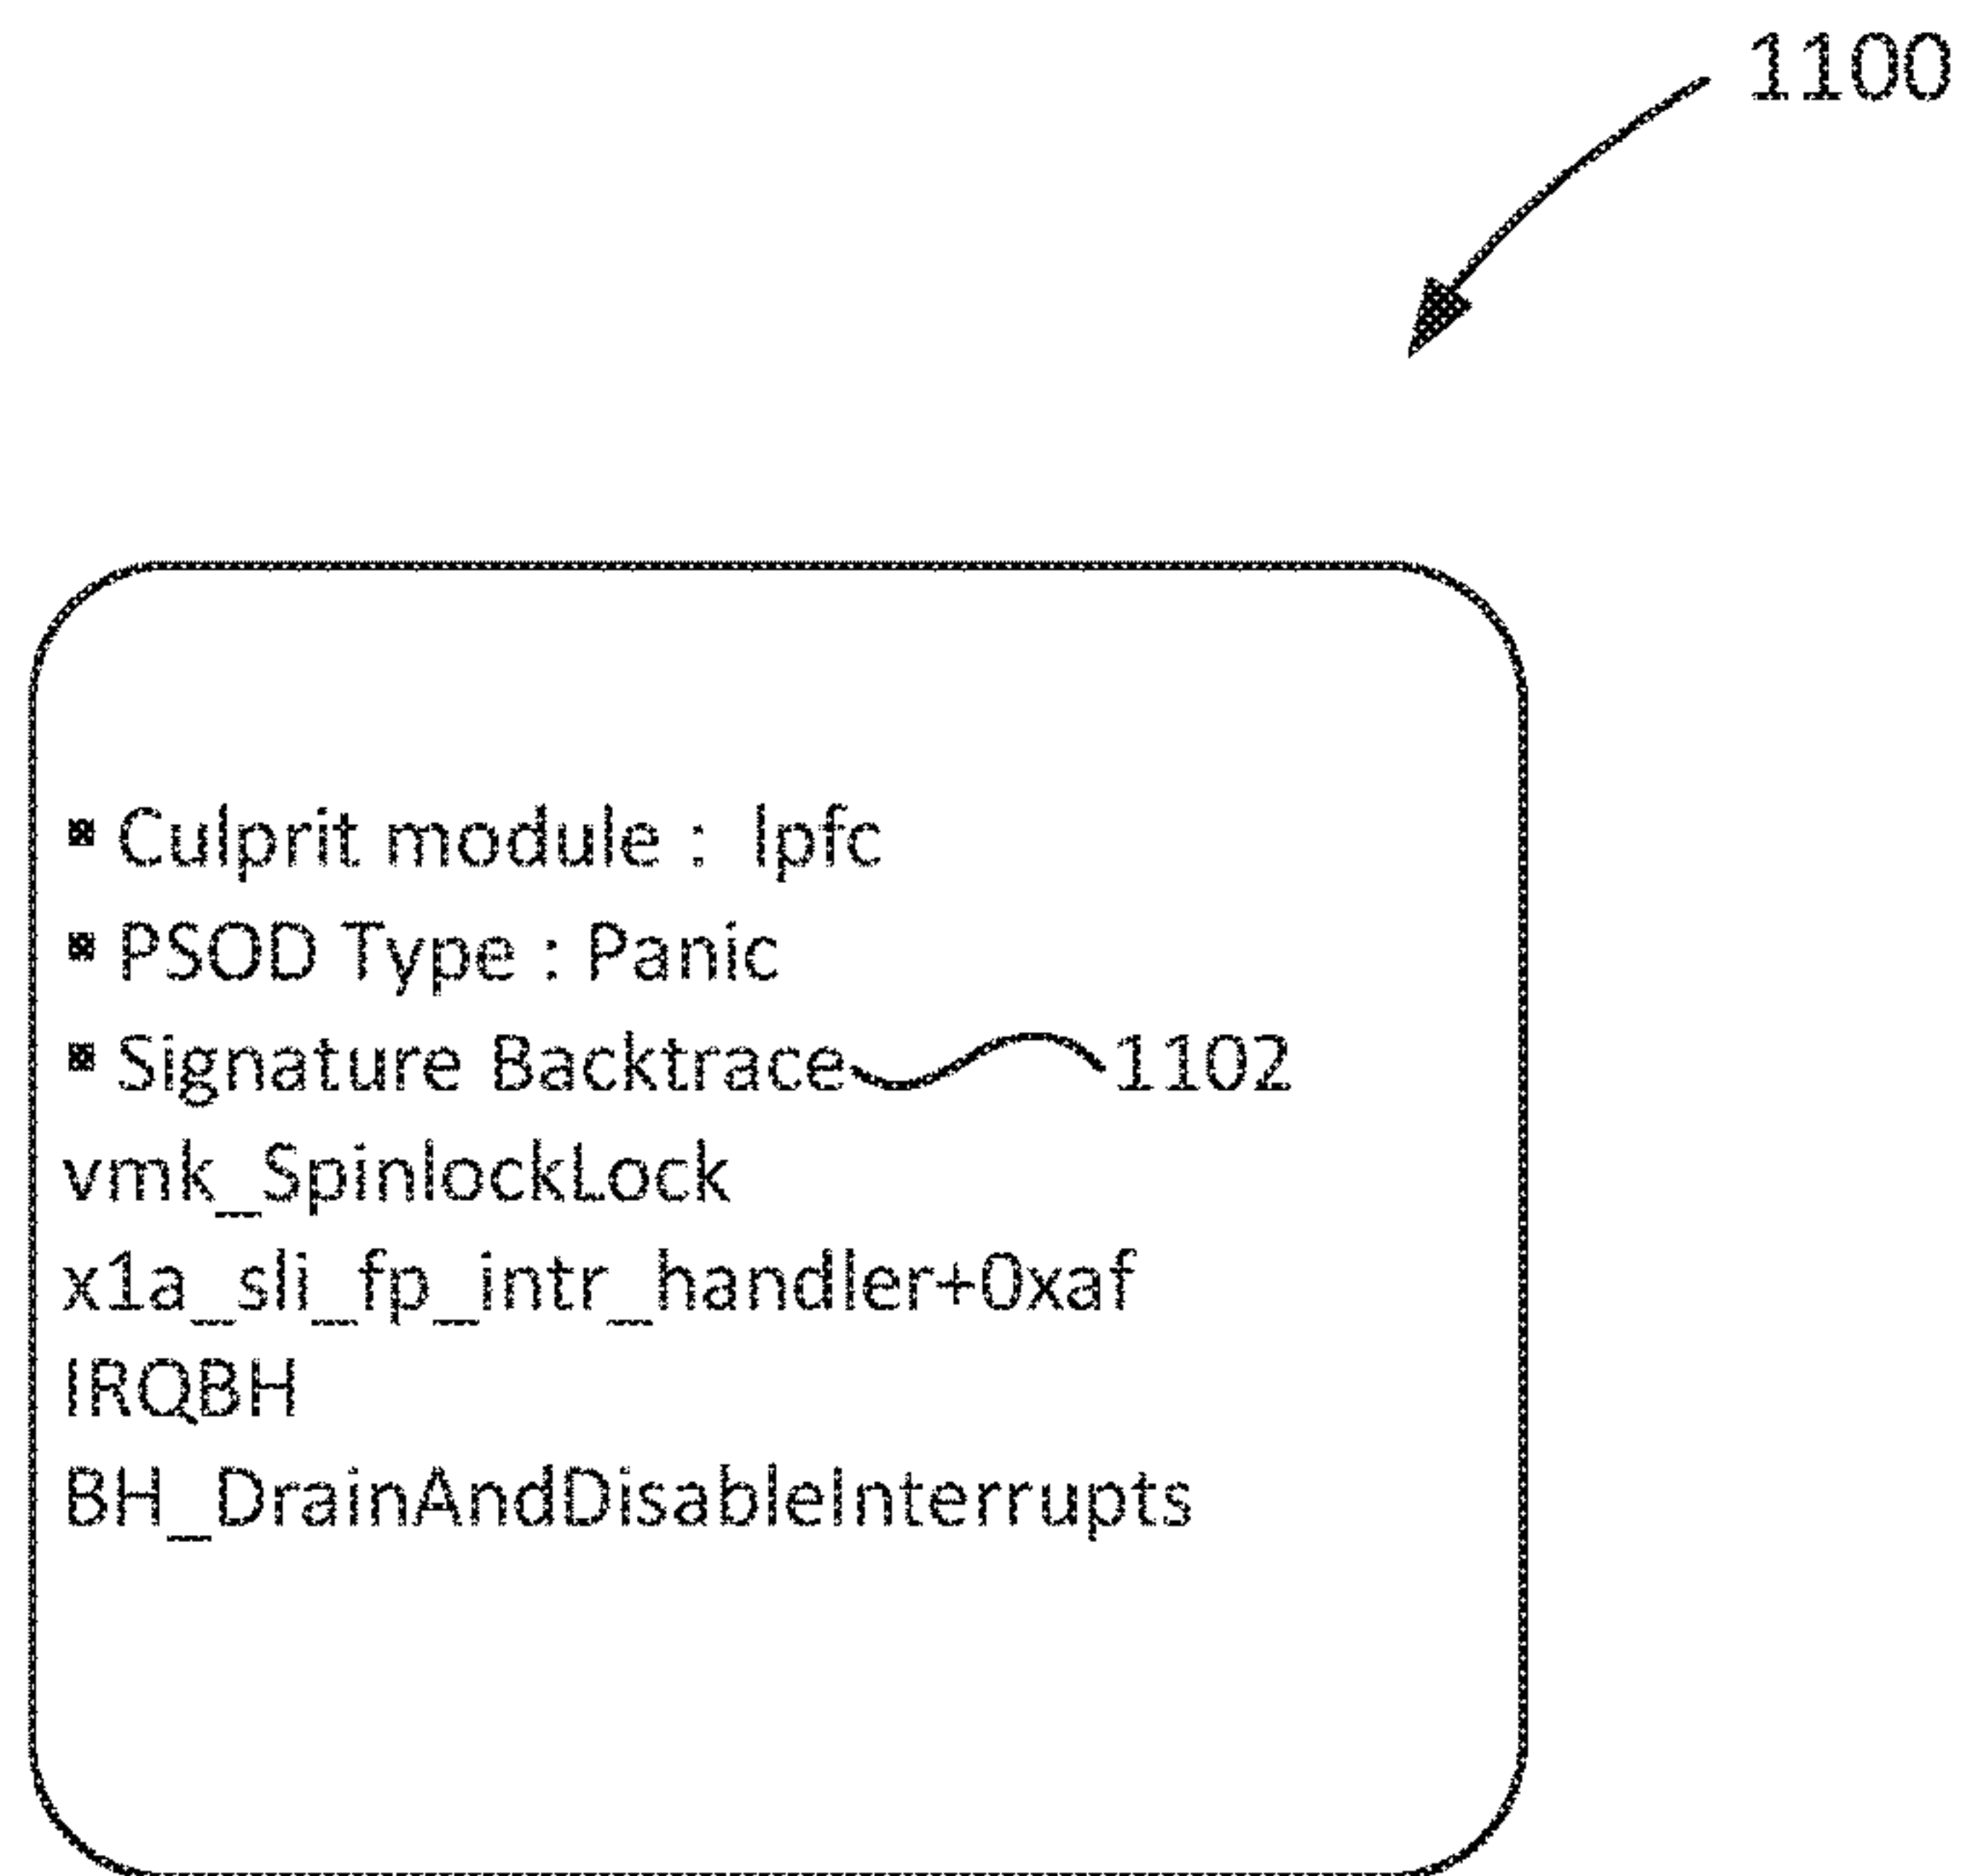 1100
▪ Culprit module :  lpfc
▪ PSOD Type : Panic
▪ Signature Backtrace 1102
vmk_SpinlockLock
x1a_sli_fp_intr_handler+0xaf
IRQBH
BH_DrainAndDisableInterrupts